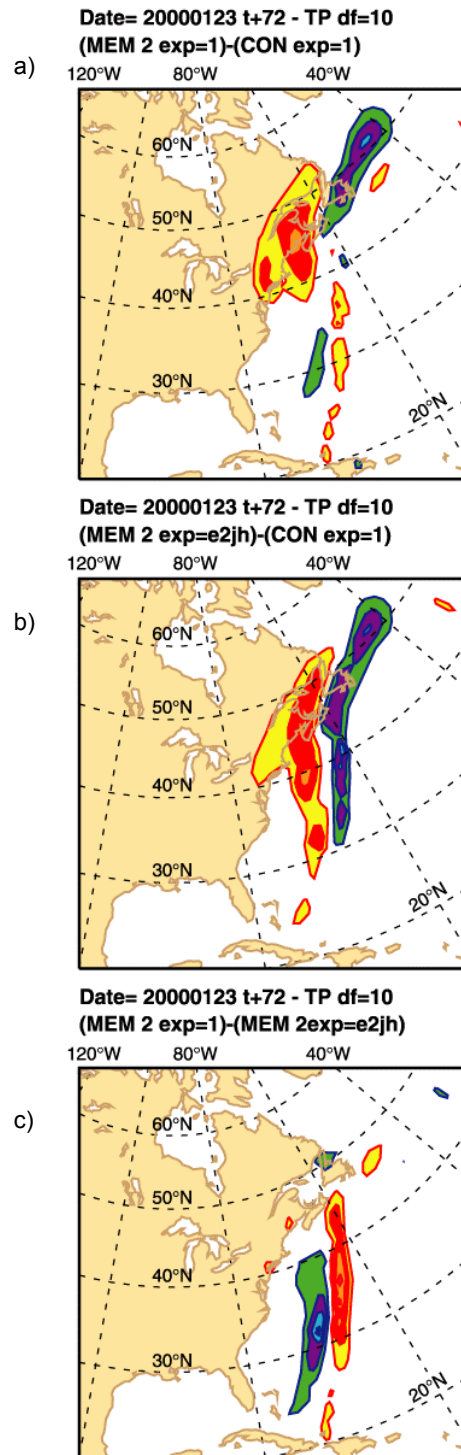 Date= 20000123 t+72 - TP df=10
(MEM 2 exp=1)-(CON exp=1)
a)
120°W 80°W 40°W
60°N
50°N
40°N
30°N
20°N
Date= 20000123 t+72 - TP df=10
(MEM 2 exp=e2jh)-(CON exp=1)
b)
120°W 80°W 40°W
60°N
50°N
40°N
30°N
20°N
Date= 20000123 t+72 - TP df=10
(MEM 2 exp=1)-(MEM 2exp=e2jh)
c)
120°W 80°W 40°W
60°N
50°N
40°N
30°N
20°N